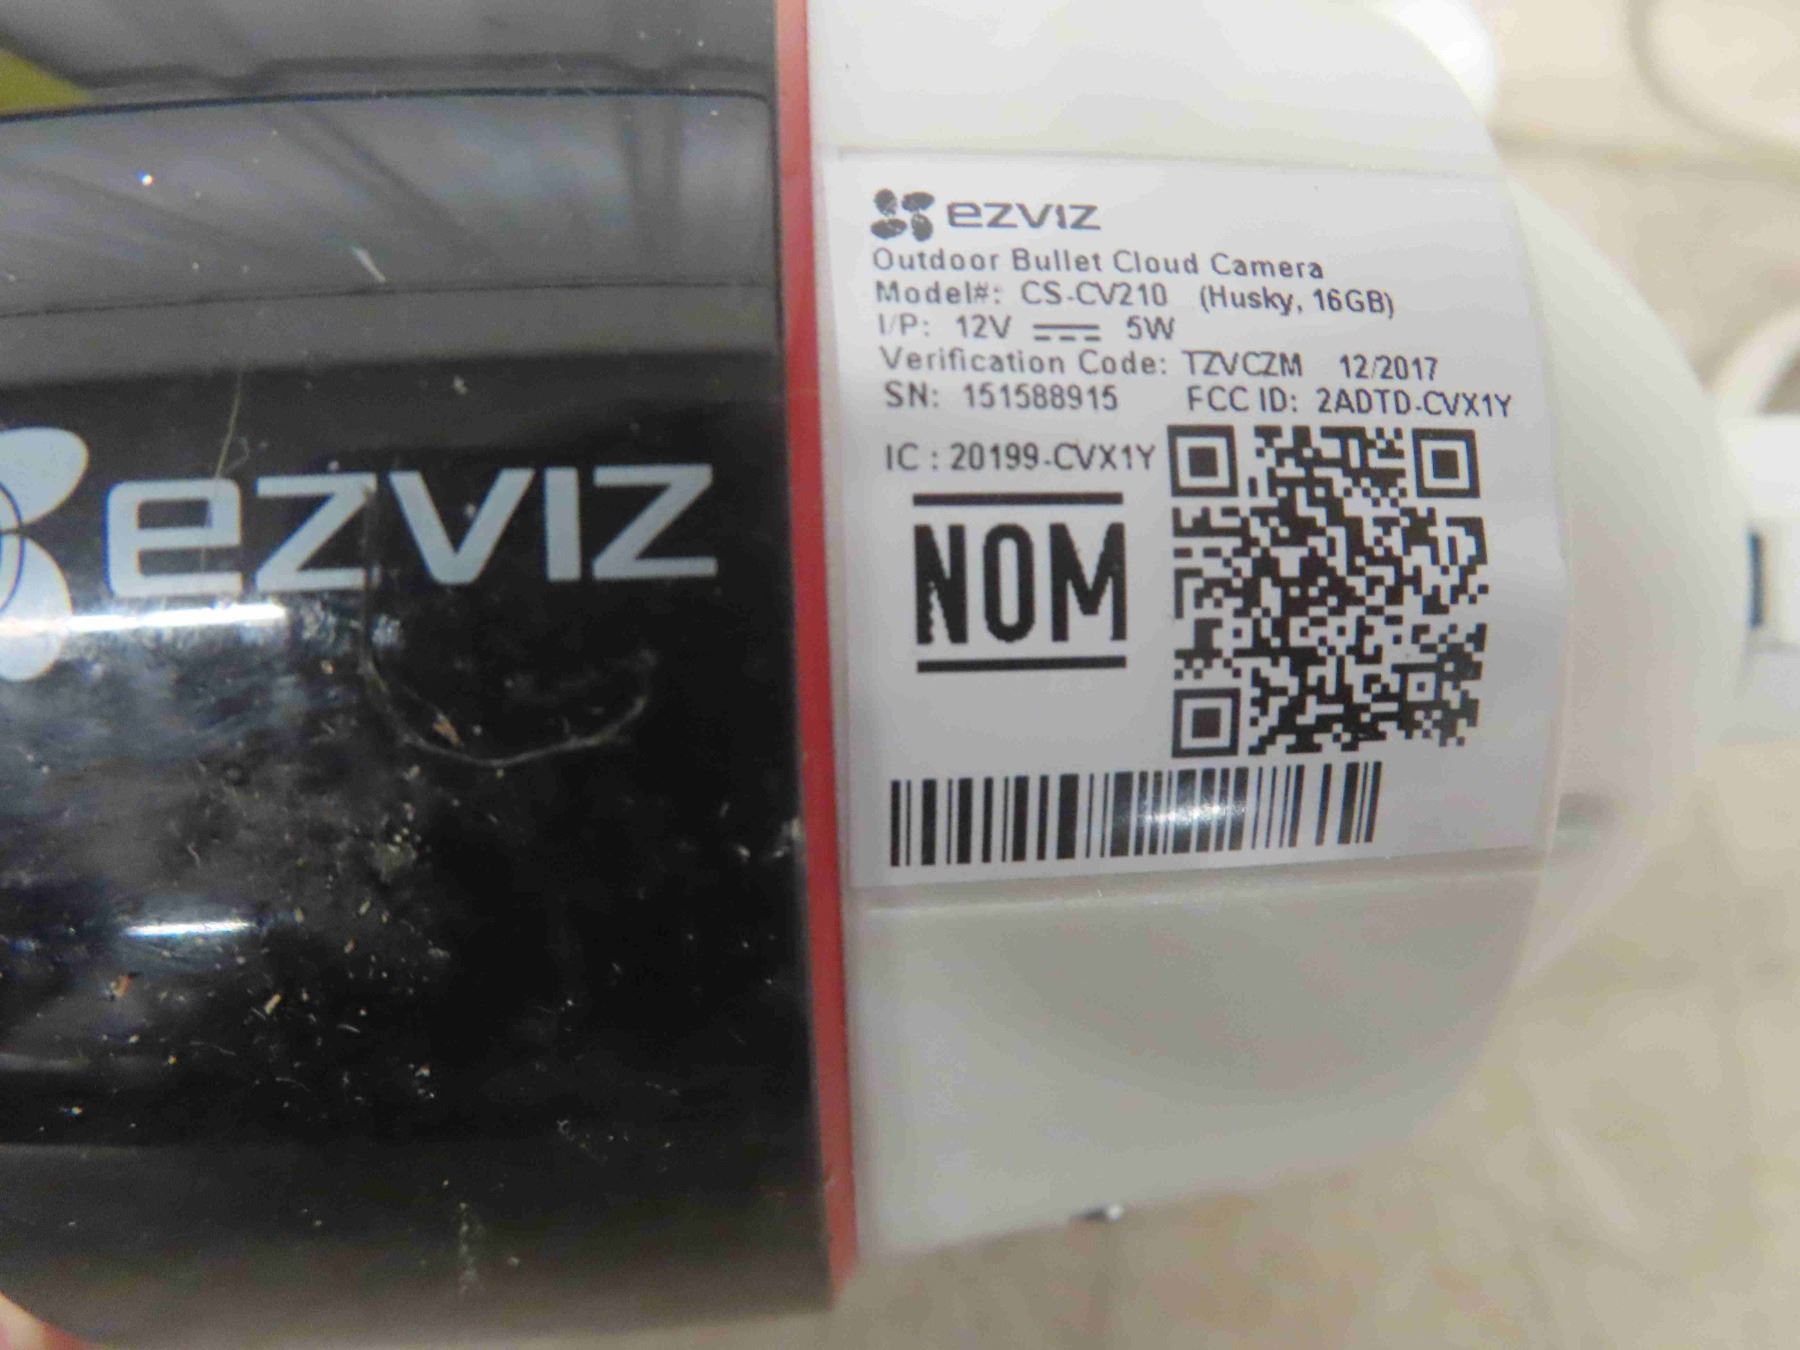 ezviz
ezviz
Outdoor Bullet Cloud Camera
Model#: CS-CV210 (Husky, 16GB)
I/P: 12V 5W
Verification Code: TZVCZM 12/2017
SN: 151588915 FCC ID: 2ADTD-CVX1Y
IC : 20199-CVX1Y
NOM